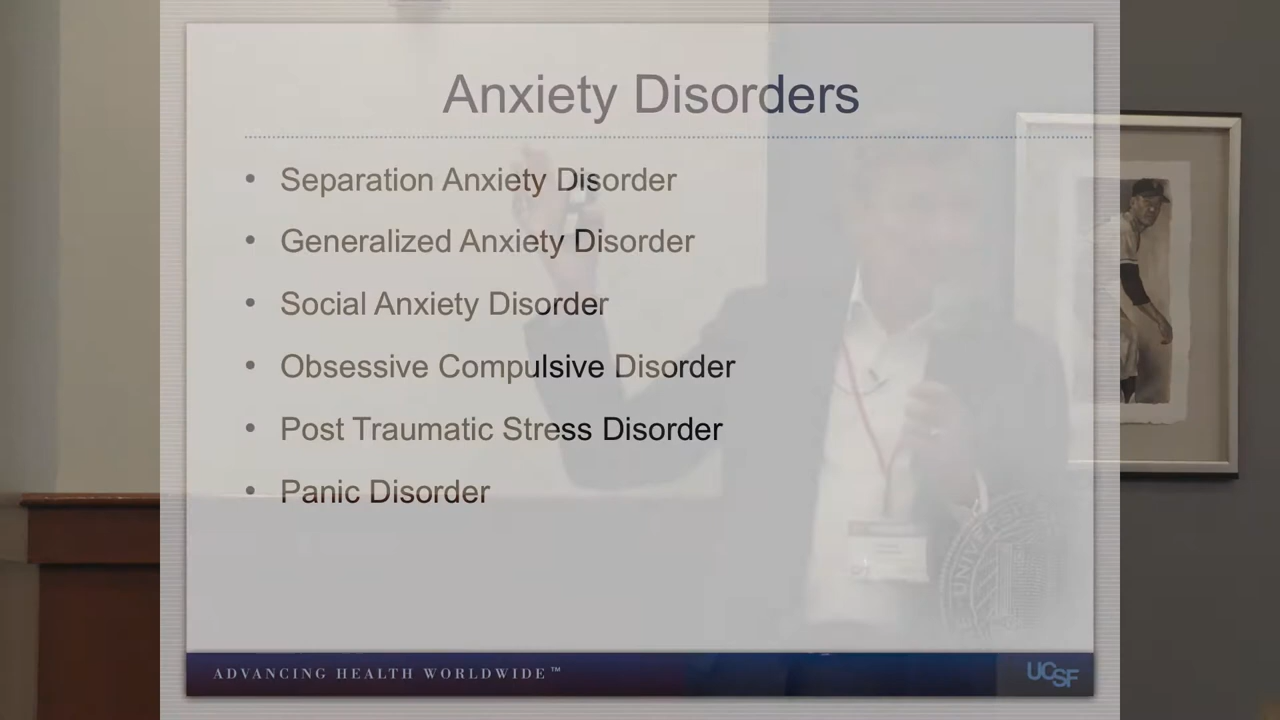 Anxiety Disorders
• Separation Anxiety Disorder
• Generalized Anxiety Disorder
• Social Anxiety Disorder
• Obsessive Compulsive Disorder
• Post Traumatic Stress Disorder
• Panic Disorder
UNIVERSI
ADVANCING HEALTH WORLDWIDE™
UCSF